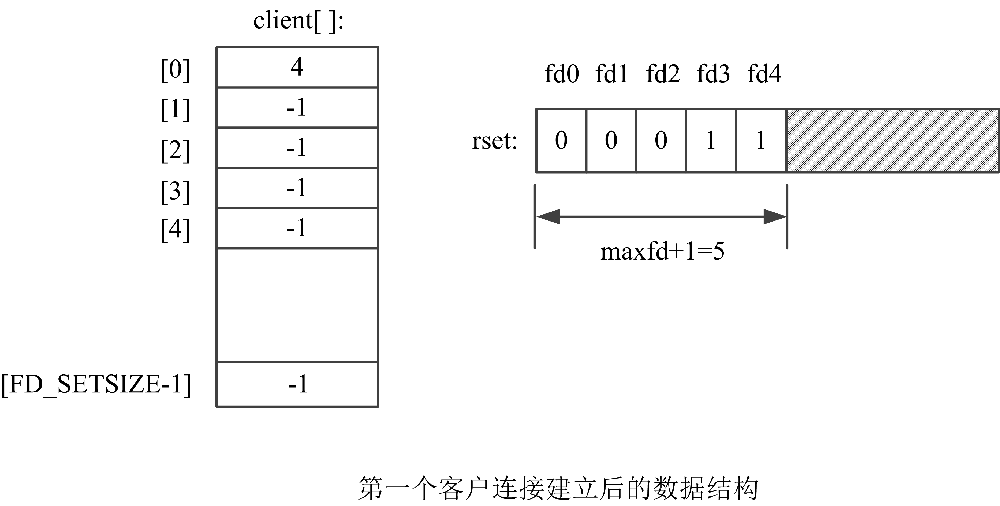 client[ ]:
[0] 4
[1] -1
[2] -1
[3] -1
[4] -1
[FD_SETSIZE-1] -1
fd0 fd1 fd2 fd3 fd4
rset: 0 0 0 1 1
maxfd+1=5
第一个客户连接建立后的数据结构